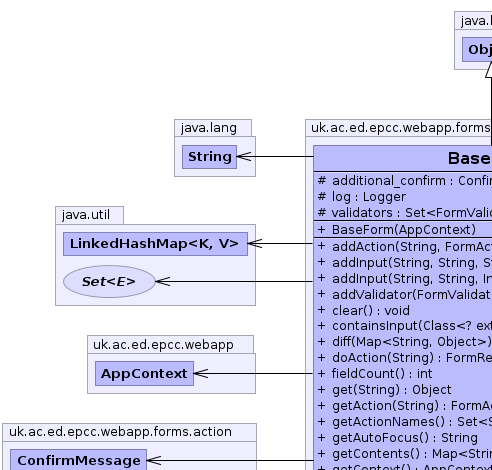 java.l
Obj
java.lang
String
uk.ac.ed.epcc.webapp.forms
Base
# additional_confirm : Confir
# log : Logger
# validators : Set<FormValid
+ BaseForm(AppContext)
+ addAction(String, FormAct
+ addInput(String, String, S
+ addInput(String, String, In
+ addValidator(FormValidat
+ clear() : void
+ containsInput(Class<? ext
+ diff(Map<String, Object>)
+ doAction(String) : FormRe
+ fieldCount() : int
+ get(String) : Object
+ getAction(String) : FormAc
+ getActionNames() : Set<S
+ getAutoFocus() : String
+ getContents() : Map<Strin
+ getContext() : AppContext
java.util
LinkedHashMap<K, V>
Set<E>
uk.ac.ed.epcc.webapp
AppContext
uk.ac.ed.epcc.webapp.forms.action
ConfirmMessage